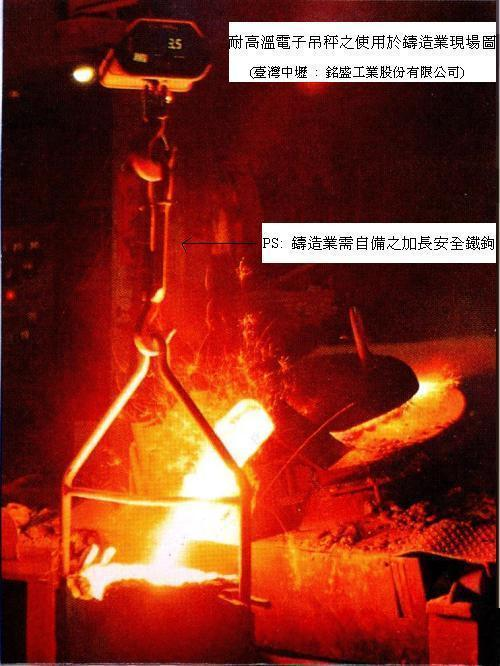 35
耐高溫電子吊秤之使用於鑄造業現場圖
(臺灣中壢 : 銘盛工業股份有限公司)
PS: 鑄造業需自備之加長安全鐵鉤